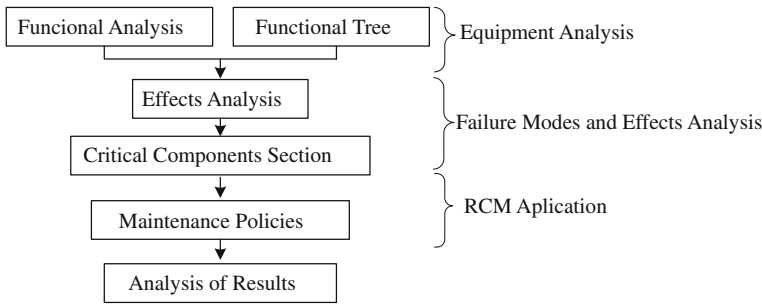 Funcional Analysis
Functional Tree
Equipment Analysis
Effects Analysis
Failure Modes and Effects Analysis
Critical Components Section
RCM Aplication
Maintenance Policies
Analysis of Results